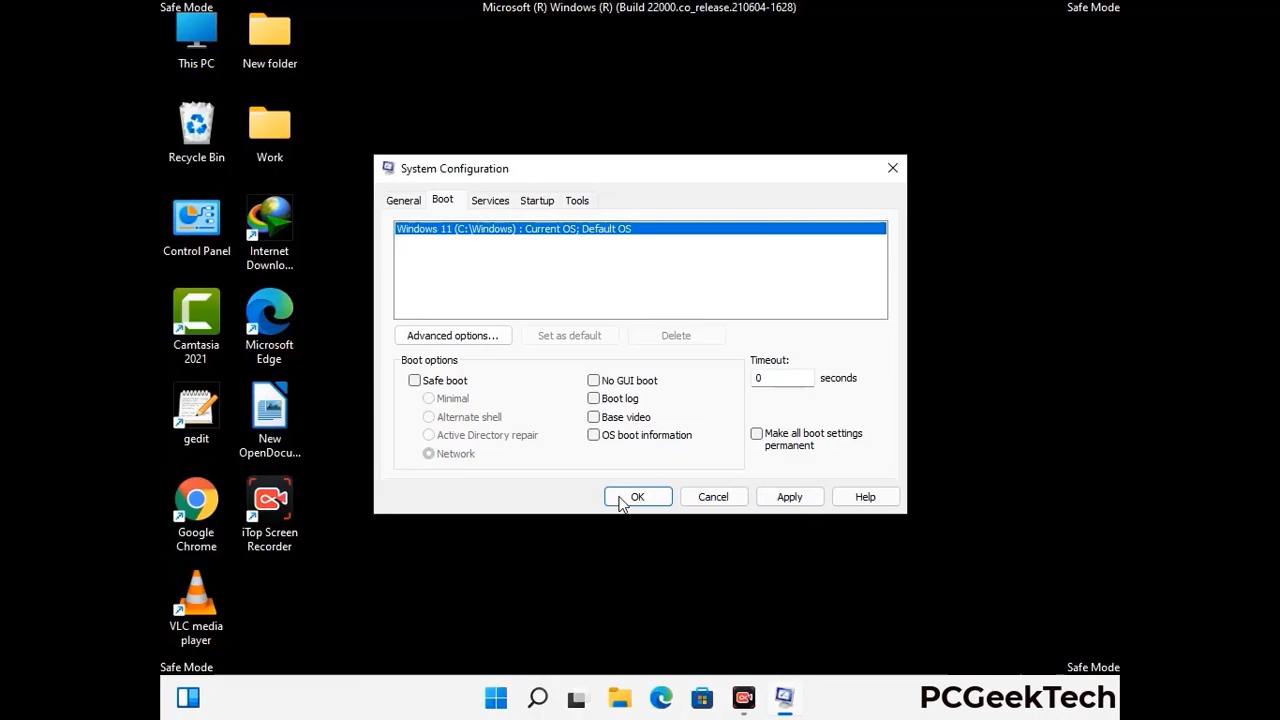 Safe Mode
Microsoft (R) Windows (R) (Build 22000.co_release.210604-1628)
Safe Mode
This PC
New folder
Recycle Bin
Work
Control Panel
Internet
Downlo...
Camtasia
2021
Microsoft
Edge
gedit
New
OpenDocu...
Google
Chrome
iTop Screen
Recorder
VLC media
player
System Configuration
General
Boot
Services
Startup
Tools
Windows 11 (C:\Windows) : Current OS; Default OS
Advanced options...
Set as default
Delete
Boot options
Safe boot
Minimal
Alternate shell
Active Directory repair
Network
No GUI boot
Boot log
Base video
OS boot information
Timeout:
0 seconds
Make all boot settings
permanent
OK
Cancel
Apply
Help
Safe Mode
Safe Mode
PCGeekTech